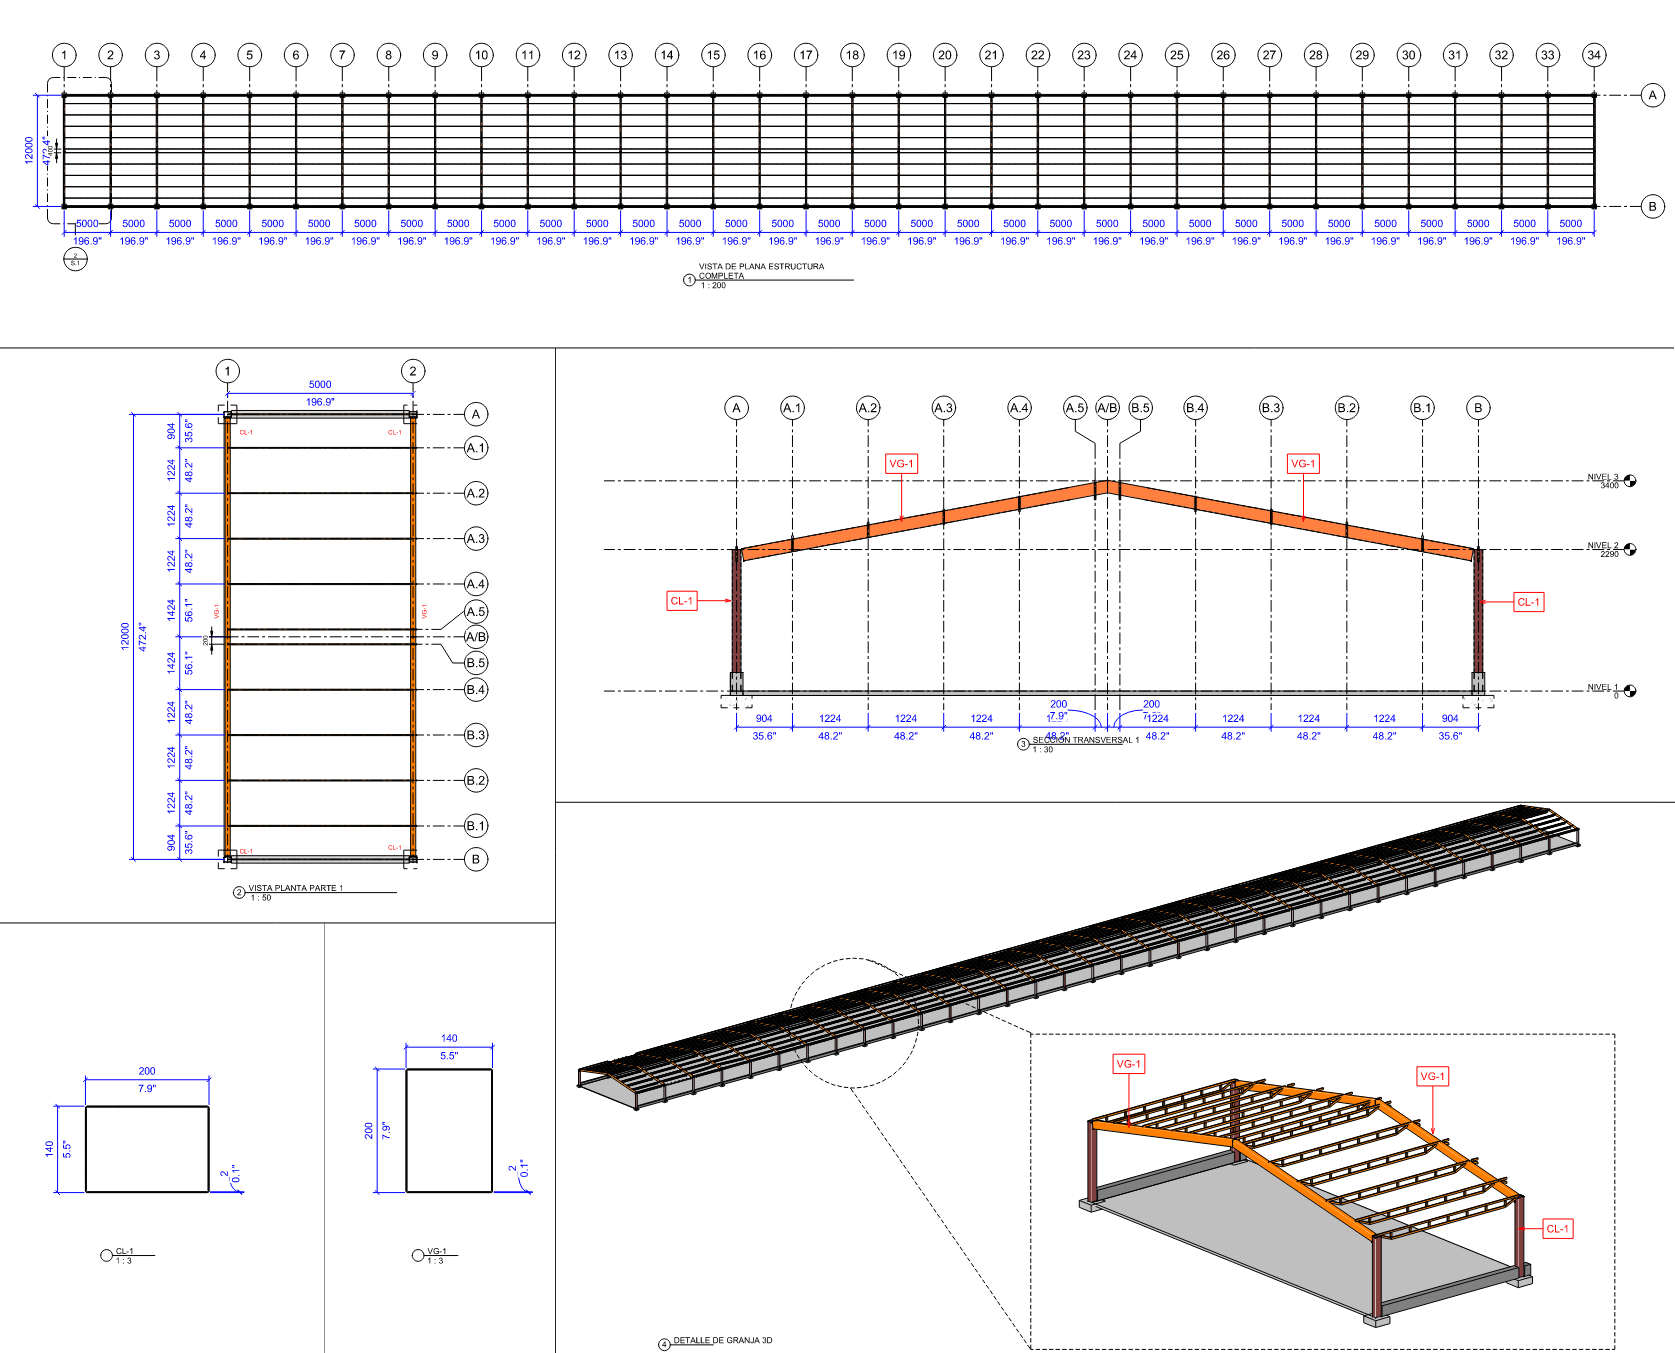 1 2 3 4 5 6 7 8 9 10 11 12 13 14 15 16 17 18 19 20 21 22 23 24 25 26 27 28 29 30 31 32 33 34
A
12000
472.4"
B
5000 5000 5000 5000 5000 5000 5000 5000 5000 5000 5000 5000 5000 5000 5000 5000 5000 5000 5000 5000 5000 5000 5000 5000 5000 5000 5000 5000 5000 5000 5000 5000 5000
196.9" 196.9" 196.9" 196.9" 196.9" 196.9" 196.9" 196.9" 196.9" 196.9" 196.9" 196.9" 196.9" 196.9" 196.9" 196.9" 196.9" 196.9" 196.9" 196.9" 196.9" 196.9" 196.9" 196.9" 196.9" 196.9" 196.9" 196.9" 196.9" 196.9" 196.9" 196.9" 196.9"
2
S.1
VISTA DE PLANA ESTRUCTURA
1 COMPLETA
1 : 200
1 2
5000
196.9"
A
904
35.6"
CL-1 CL-1
A.1
1224
48.2"
A.2
1224
48.2"
A.3
1224
48.2"
A.4
1424
56.1"
VG-1 VG-1
A.5
12000
472.4"
200
A/B
1424
56.1"
B.5
B.4
1224
48.2"
B.3
1224
48.2"
B.2
1224
48.2"
B.1
904
35.6"
CL-1 CL-1
B
2 VISTA PLANTA PARTE 1
1 : 50
A A.1 A.2 A.3 A.4 A.5 A/B B.5 B.4 B.3 B.2 B.1 B
VG-1 VG-1
NIVEL 3
3400
NIVEL 2
2290
CL-1 CL-1
NIVEL 1
0
200 200
7.9"
904 1224 1224 1224 1224 1224 1224 1224 904
35.6" 48.2" 48.2" 48.2" 48.2" 48.2" 48.2" 48.2" 48.2" 35.6"
3 SECCION TRANSVERSAL 1
1 : 30
200
7.9"
140
5.5"
2
0.1"
CL-1
1 : 3
140
5.5"
200
7.9"
2
0.1"
VG-1
1 : 3
VG-1
VG-1
CL-1
4 DETALLE DE GRANJA 3D